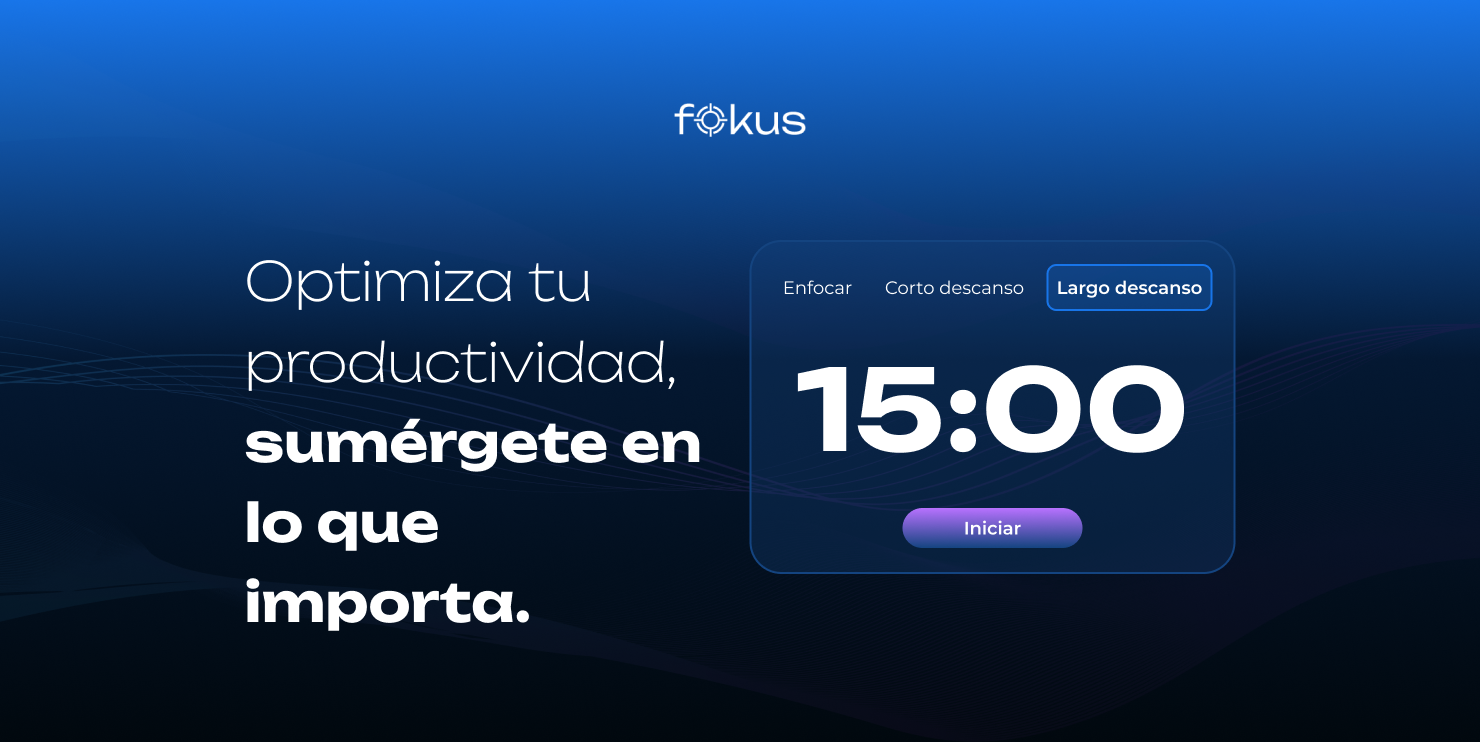 fokus
Optimiza tu
productividad,
sumérgete en
lo que
importa.
Enfocar Corto descanso Largo descanso
15:00
Iniciar